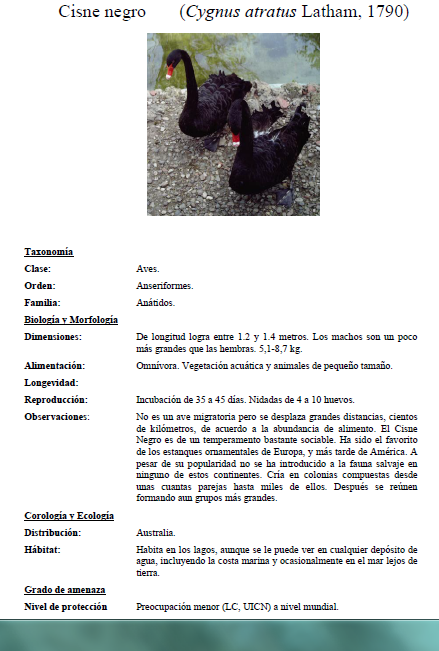 Cisne negro (Cygnus atratus Latham, 1790)
Taxonomía
Clase: Aves.
Orden: Anseriformes.
Familia: Anátidos.
Biología y Morfología
Dimensiones: De longitud logra entre 1.2 y 1.4 metros. Los machos son un poco
más grandes que las hembras. 5,1-8,7 kg.
Alimentación: Omnívora. Vegetación acuática y animales de pequeño tamaño.
Longevidad:
Reproducción: Incubación de 35 a 45 días. Nidadas de 4 a 10 huevos.
Observaciones: No es un ave migratoria pero se desplaza grandes distancias, cientos
de kilómetros, de acuerdo a la abundancia de alimento. El Cisne
Negro es de un temperamento bastante sociable. Ha sido el favorito
de los estanques ornamentales de Europa, y más tarde de América. A
pesar de su popularidad no se ha introducido a la fauna salvaje en
ninguno de estos continentes. Cría en colonias compuestas desde
unas cuantas parejas hasta miles de ellos. Después se reúnen
formando aun grupos más grandes.
Corología y Ecología
Distribución: Australia.
Hábitat: Habita en los lagos, aunque se le puede ver en cualquier depósito de
agua, incluyendo la costa marina y ocasionalmente en el mar lejos de
tierra.
Grado de amenaza
Nivel de protección Preocupación menor (LC, UICN) a nivel mundial.